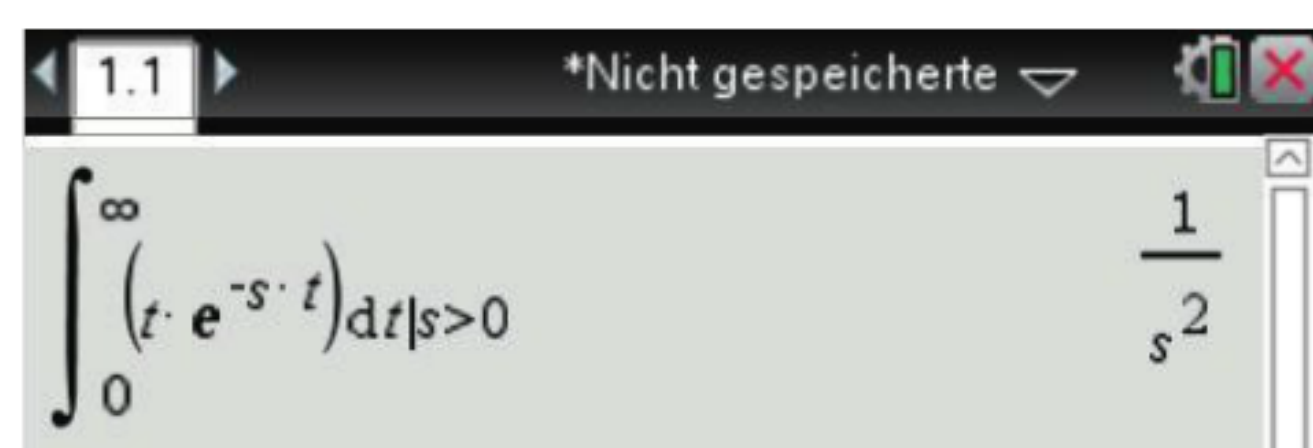 1.1 *Nicht gespeicherte
∫₀^∞ (t· e^(-s· t))dt|s>0 1/s²